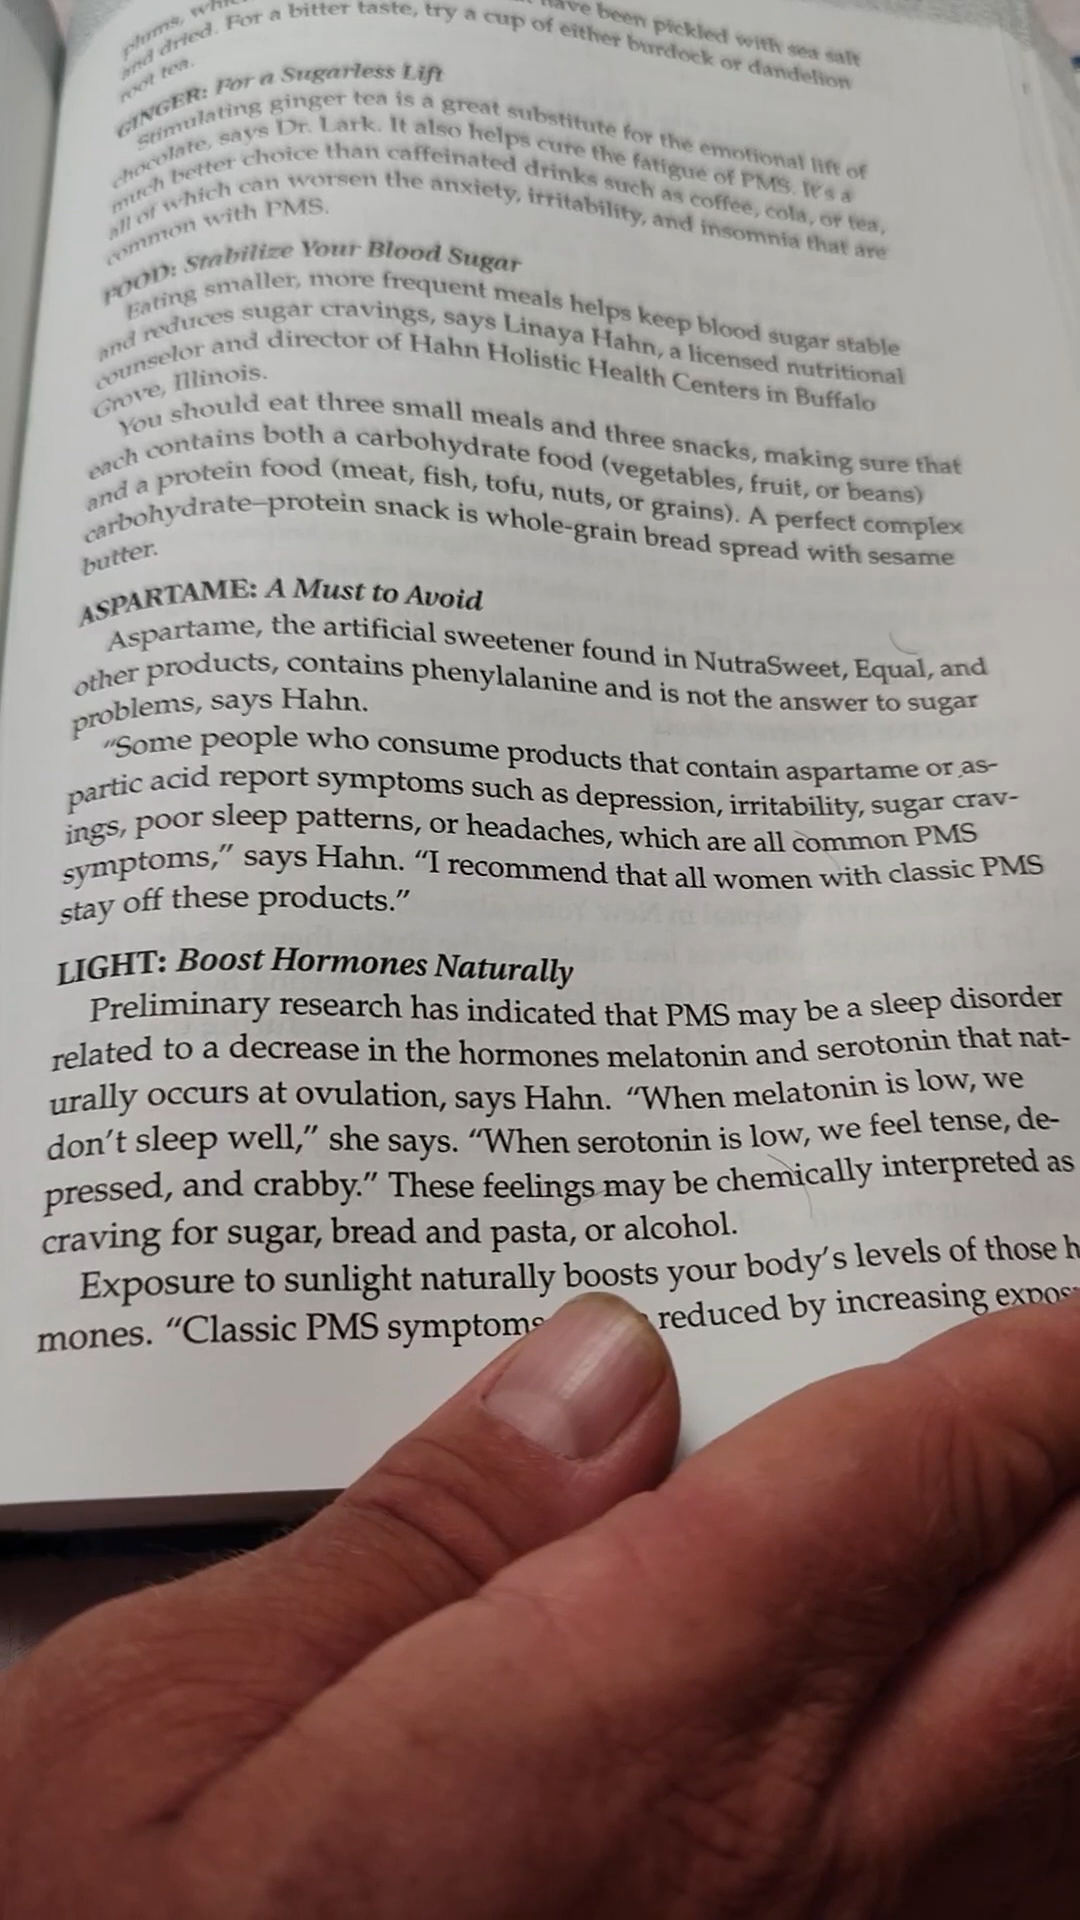 plums, have been pickled with sea salt
and dried. For a bitter taste, try a cup of either burdock or dandelion
root tea.
GINGER: For a Sugarless Lift
Stimulating ginger tea is a great substitute for the emotional lift of
chocolate, says Dr. Lark. It also helps cure the fatigue of PMS. It's a
much better choice than caffeinated drinks such as coffee, cola, or tea,
all of which can worsen the anxiety, irritability, and insomnia that are
common with PMS.
FOOD: Stabilize Your Blood Sugar
Eating smaller, more frequent meals helps keep blood sugar stable
and reduces sugar cravings, says Linaya Hahn, a licensed nutritional
counselor and director of Hahn Holistic Health Centers in Buffalo
Grove, Illinois.
You should eat three small meals and three snacks, making sure that
each contains both a carbohydrate food (vegetables, fruit, or beans)
and a protein food (meat, fish, tofu, nuts, or grains). A perfect complex
carbohydrate–protein snack is whole-grain bread spread with sesame
butter.
ASPARTAME: A Must to Avoid
Aspartame, the artificial sweetener found in NutraSweet, Equal, and
other products, contains phenylalanine and is not the answer to sugar
problems, says Hahn.
“Some people who consume products that contain aspartame or as-
partic acid report symptoms such as depression, irritability, sugar crav-
ings, poor sleep patterns, or headaches, which are all common PMS
symptoms,” says Hahn. “I recommend that all women with classic PMS
stay off these products.”
LIGHT: Boost Hormones Naturally
Preliminary research has indicated that PMS may be a sleep disorder
related to a decrease in the hormones melatonin and serotonin that nat-
urally occurs at ovulation, says Hahn. “When melatonin is low, we
don’t sleep well,” she says. “When serotonin is low, we feel tense, de-
pressed, and crabby.” These feelings may be chemically interpreted as
craving for sugar, bread and pasta, or alcohol.
Exposure to sunlight naturally boosts your body’s levels of those h
mones. “Classic PMS symptoms reduced by increasing expos